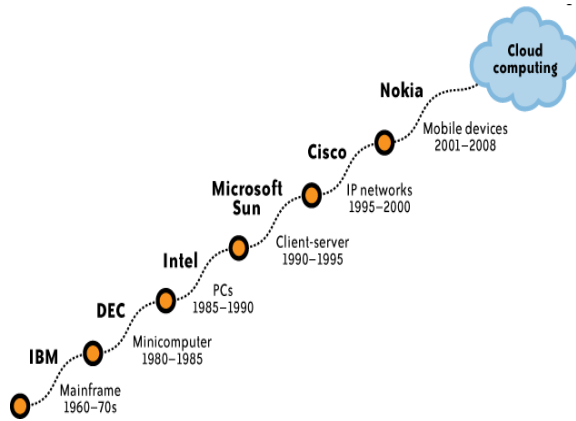 Cloud
computing
Nokia
Mobile devices
2001–2008
Cisco
IP networks
1995–2000
Microsoft
Sun
Client-server
1990–1995
Intel
PCs
1985–1990
DEC
Minicomputer
1980–1985
IBM
Mainframe
1960–70s